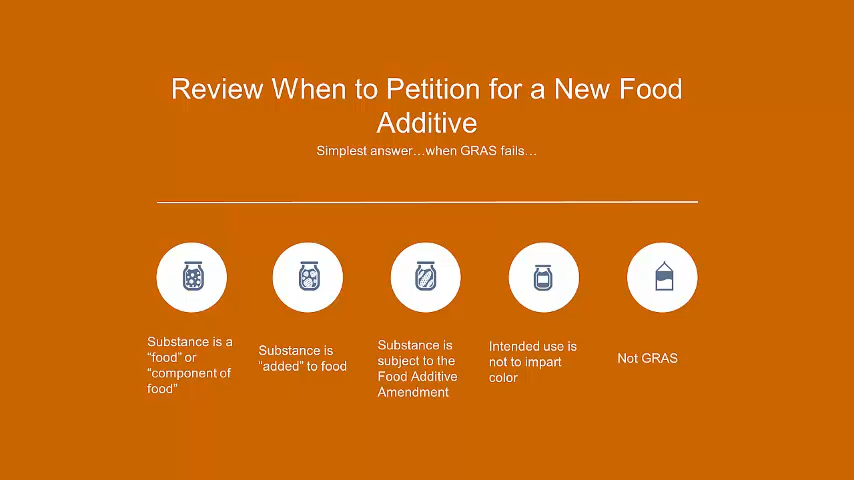 Review When to Petition for a New Food
Additive
Simplest answer…when GRAS fails…
Substance is a
“food” or
“component of
food”
Substance is
“added” to food
Substance is
subject to the
Food Additive
Amendment
Intended use is
not to impart
color
Not GRAS